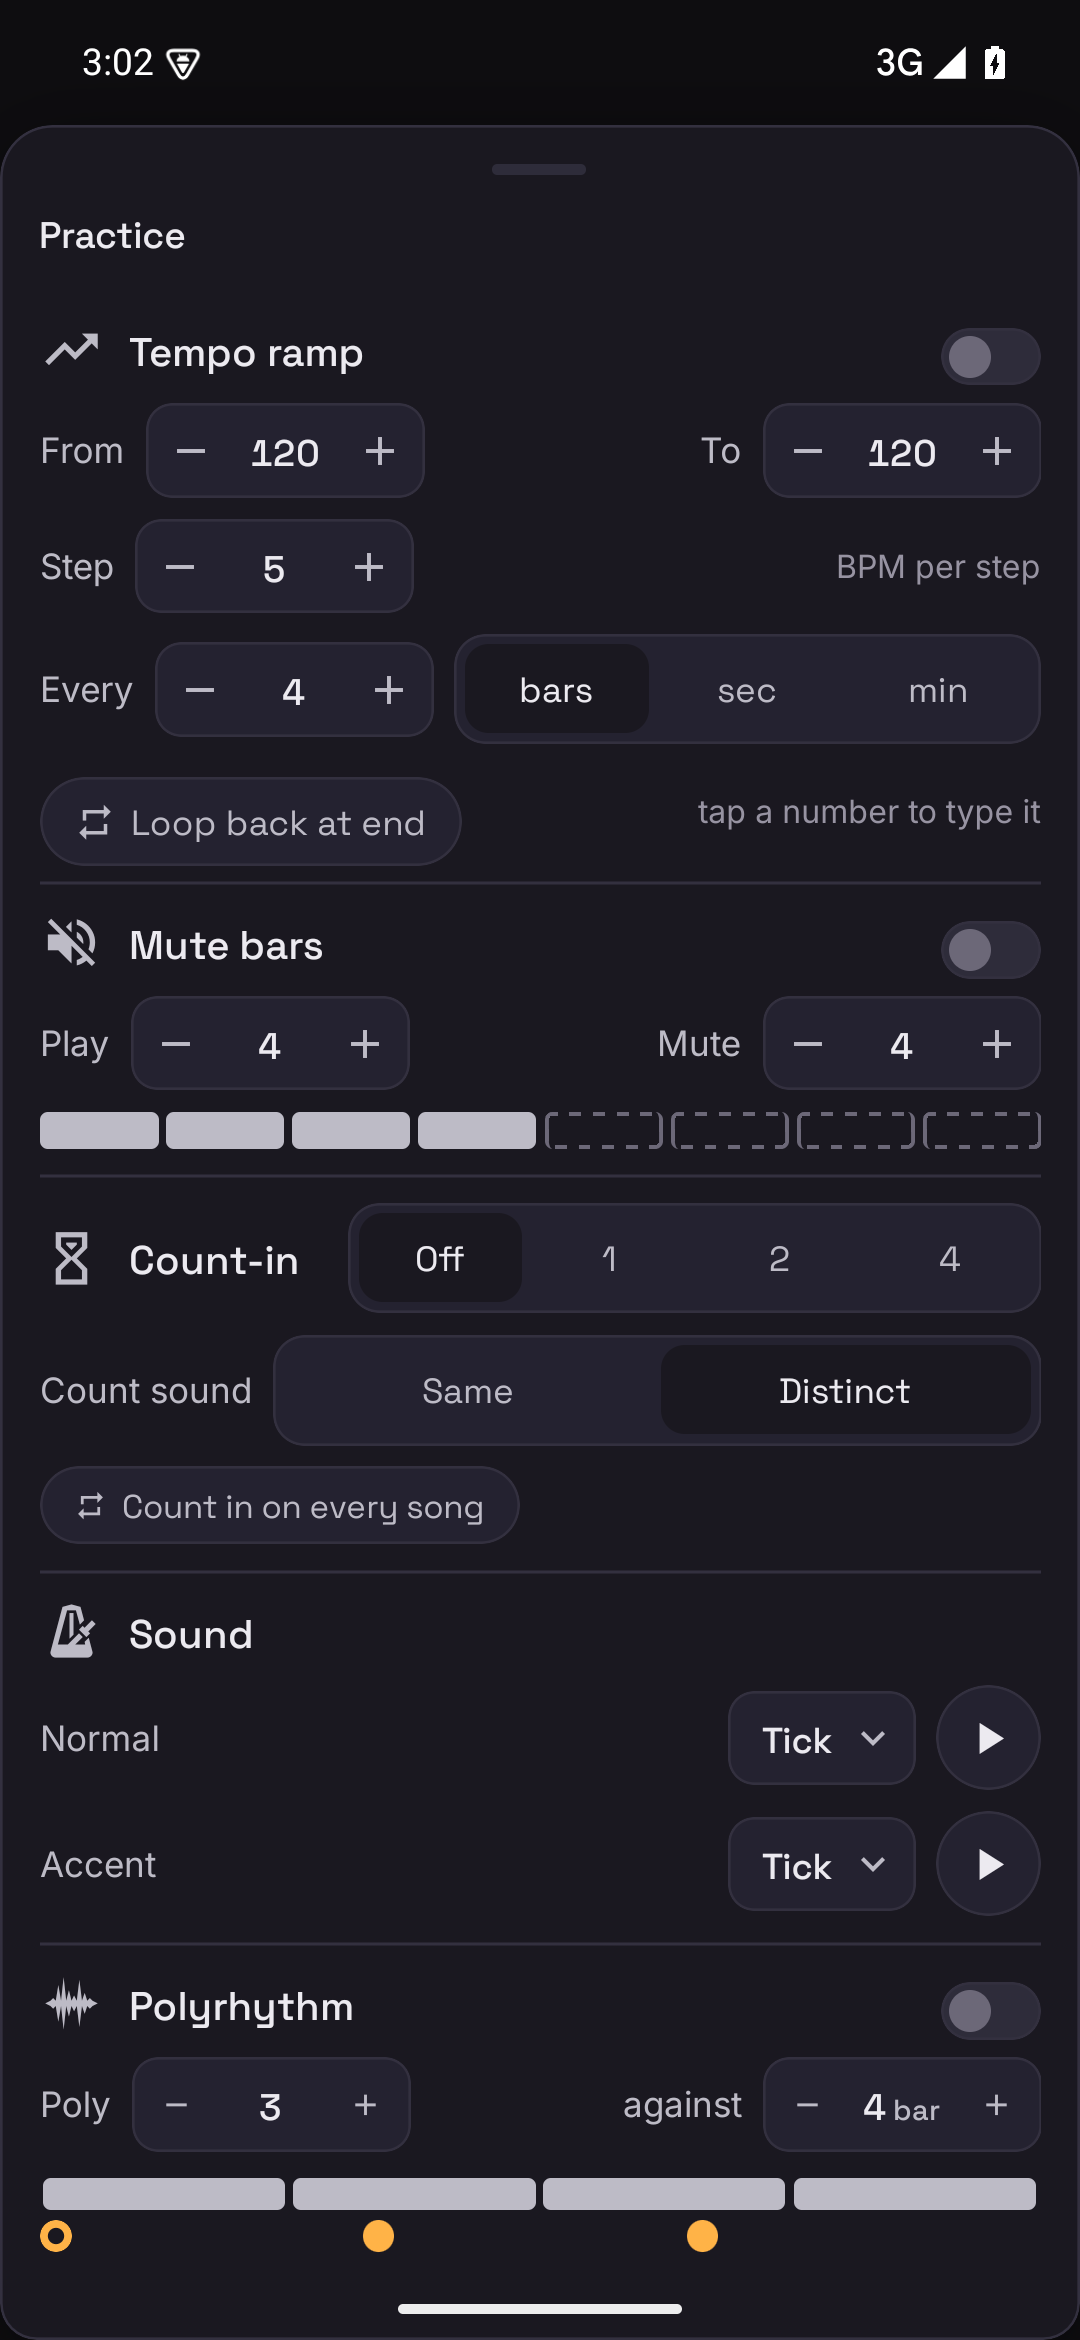 3:02 3G
Practice
Tempo ramp
From − 120 + To − 120 +
Step − 5 + BPM per step
Every − 4 + bars sec min
Loop back at end tap a number to type it
Mute bars
Play − 4 + Mute − 4 +
Count-in Off 1 2 4
Count sound Same Distinct
Count in on every song
Sound
Normal Tick
Accent Tick
Polyrhythm
Poly − 3 + against − 4 bar +